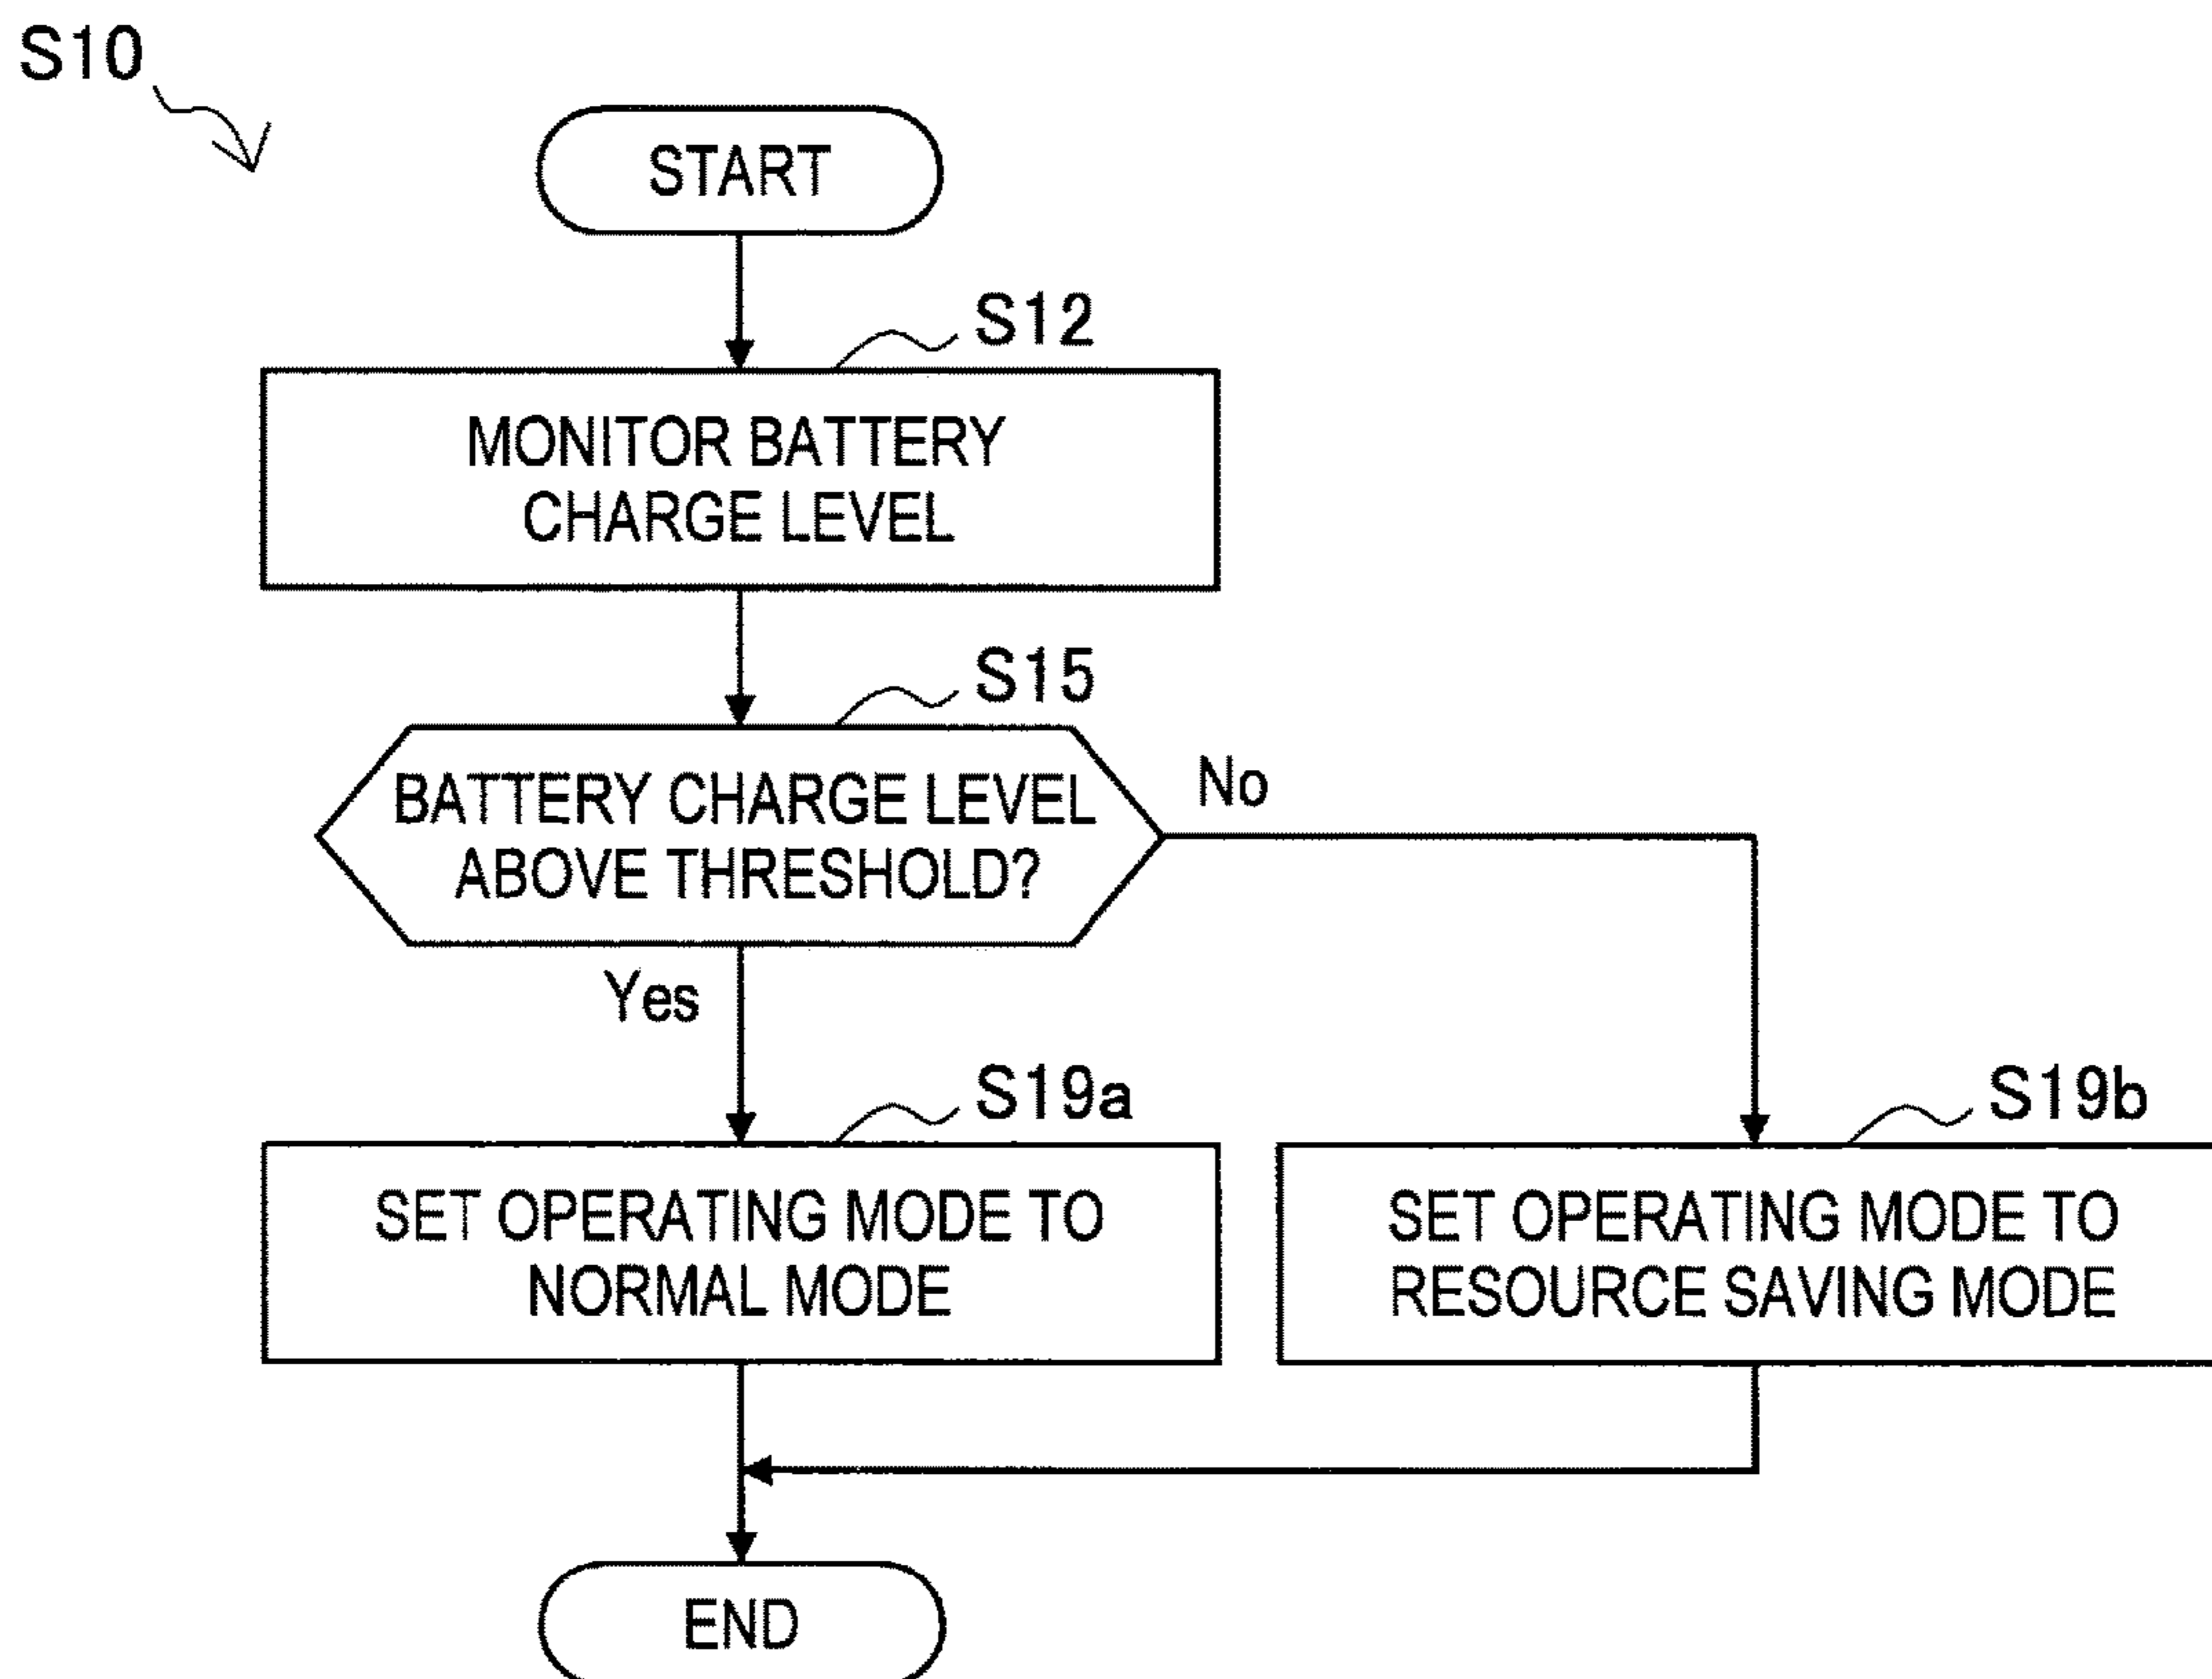 S10
START
S12
MONITOR BATTERY
CHARGE LEVEL
S15
BATTERY CHARGE LEVEL
ABOVE THRESHOLD?
No
Yes
S19a
SET OPERATING MODE TO
NORMAL MODE
S19b
SET OPERATING MODE TO
RESOURCE SAVING MODE
END